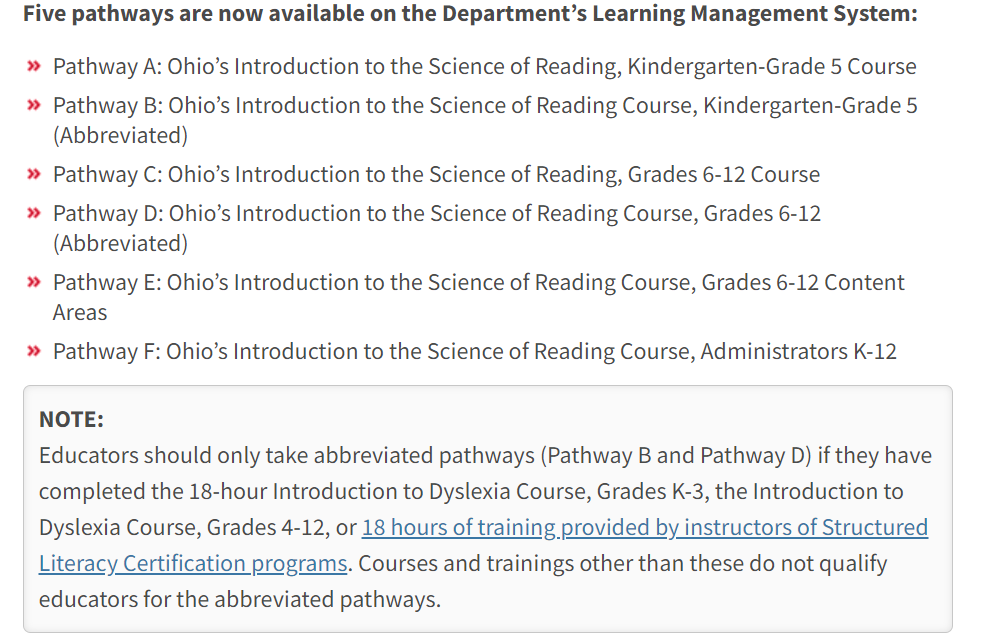 Five pathways are now available on the Department’s Learning Management System:
Pathway A: Ohio’s Introduction to the Science of Reading, Kindergarten-Grade 5 Course
Pathway B: Ohio’s Introduction to the Science of Reading Course, Kindergarten-Grade 5
(Abbreviated)
Pathway C: Ohio’s Introduction to the Science of Reading, Grades 6-12 Course
Pathway D: Ohio’s Introduction to the Science of Reading Course, Grades 6-12
(Abbreviated)
Pathway E: Ohio’s Introduction to the Science of Reading Course, Grades 6-12 Content
Areas
Pathway F: Ohio’s Introduction to the Science of Reading Course, Administrators K-12
NOTE:
Educators should only take abbreviated pathways (Pathway B and Pathway D) if they have
completed the 18-hour Introduction to Dyslexia Course, Grades K-3, the Introduction to
Dyslexia Course, Grades 4-12, or 18 hours of training provided by instructors of Structured
Literacy Certification programs. Courses and trainings other than these do not qualify
educators for the abbreviated pathways.